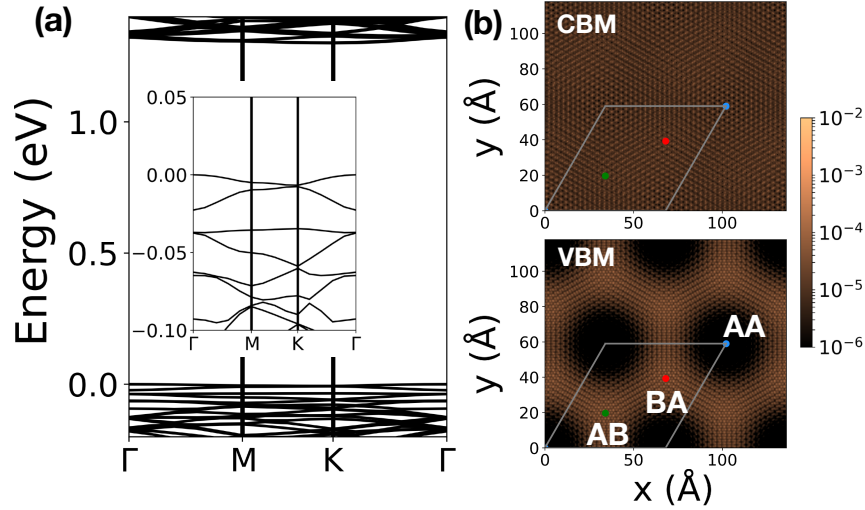 (a)
Energy (eV)
1.0
0.5
0.0
Γ
M
K
Γ
0.05
0.00
−0.05
−0.10
Γ
M
K
Γ
(b)
CBM
y (Å)
100
80
60
40
20
0
0
50
100
VBM
AA
BA
AB
y (Å)
100
80
60
40
20
0
0
50
100
x (Å)
10⁻²
10⁻³
10⁻⁴
10⁻⁵
10⁻⁶